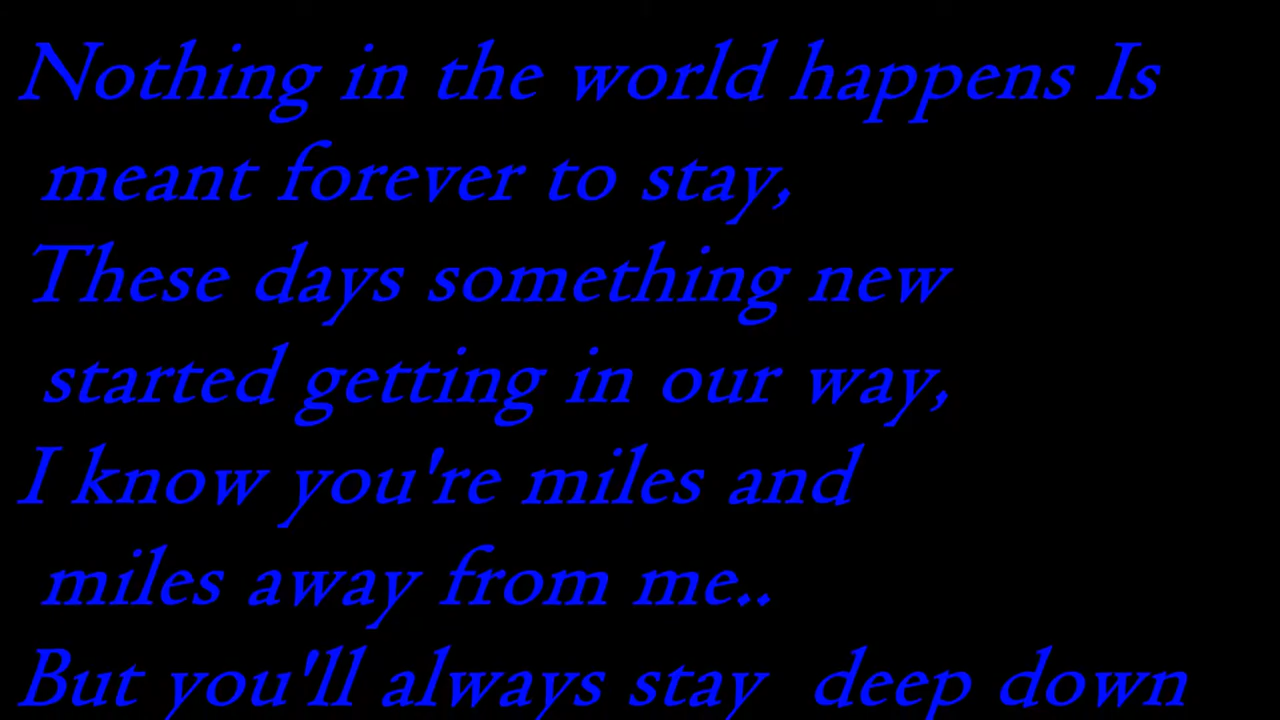 Nothing in the world happens Is
meant forever to stay,
These days something new
started getting in our way,
I know you're miles and
miles away from me..
But you'll always stay deep down